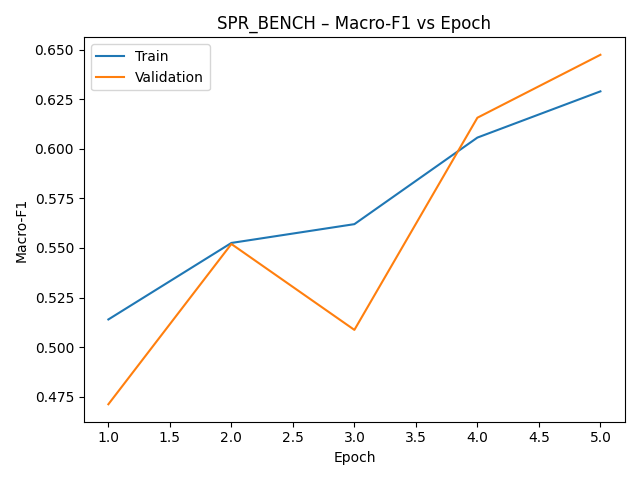 SPR_BENCH – Macro-F1 vs Epoch
Train
Validation
Macro-F1
0.650
0.625
0.600
0.575
0.550
0.525
0.500
0.475
1.0 1.5 2.0 2.5 3.0 3.5 4.0 4.5 5.0
Epoch